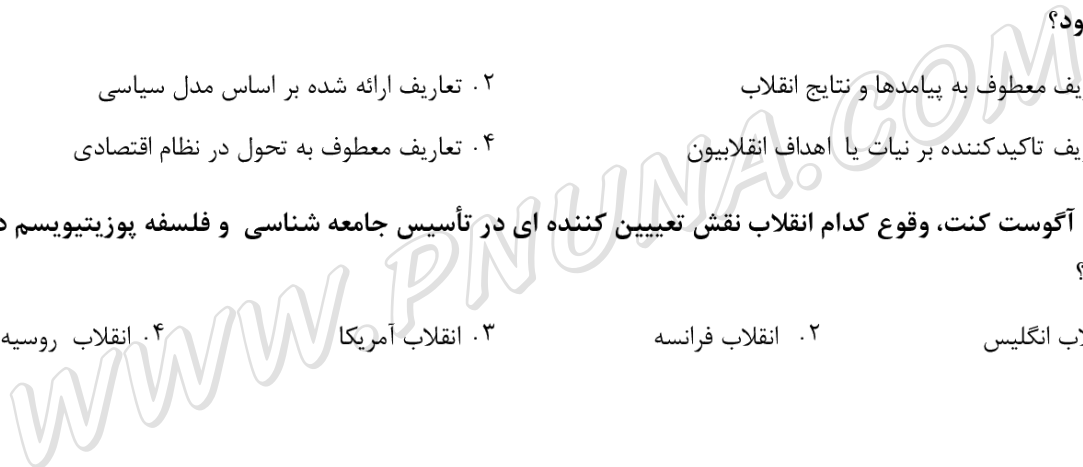 ود؟
یف معطوف به پیامدها و نتایج انقلاب ۲. تعاریف ارائه شده بر اساس مدل سیاسی
یف تاکیدکننده بر نیات یا اهداف انقلابیون ۴. تعاریف معطوف به تحول در نظام اقتصادی
آگوست کنت، وقوع کدام انقلاب نقش تعییین کننده ای در تأسیس جامعه شناسی و فلسفه پوزیتیویسم د
؟
لاب انگلیس ۲. انقلاب فرانسه ۳. انقلاب آمریکا ۴. انقلاب روسیه
WWW.PNUNA.COM